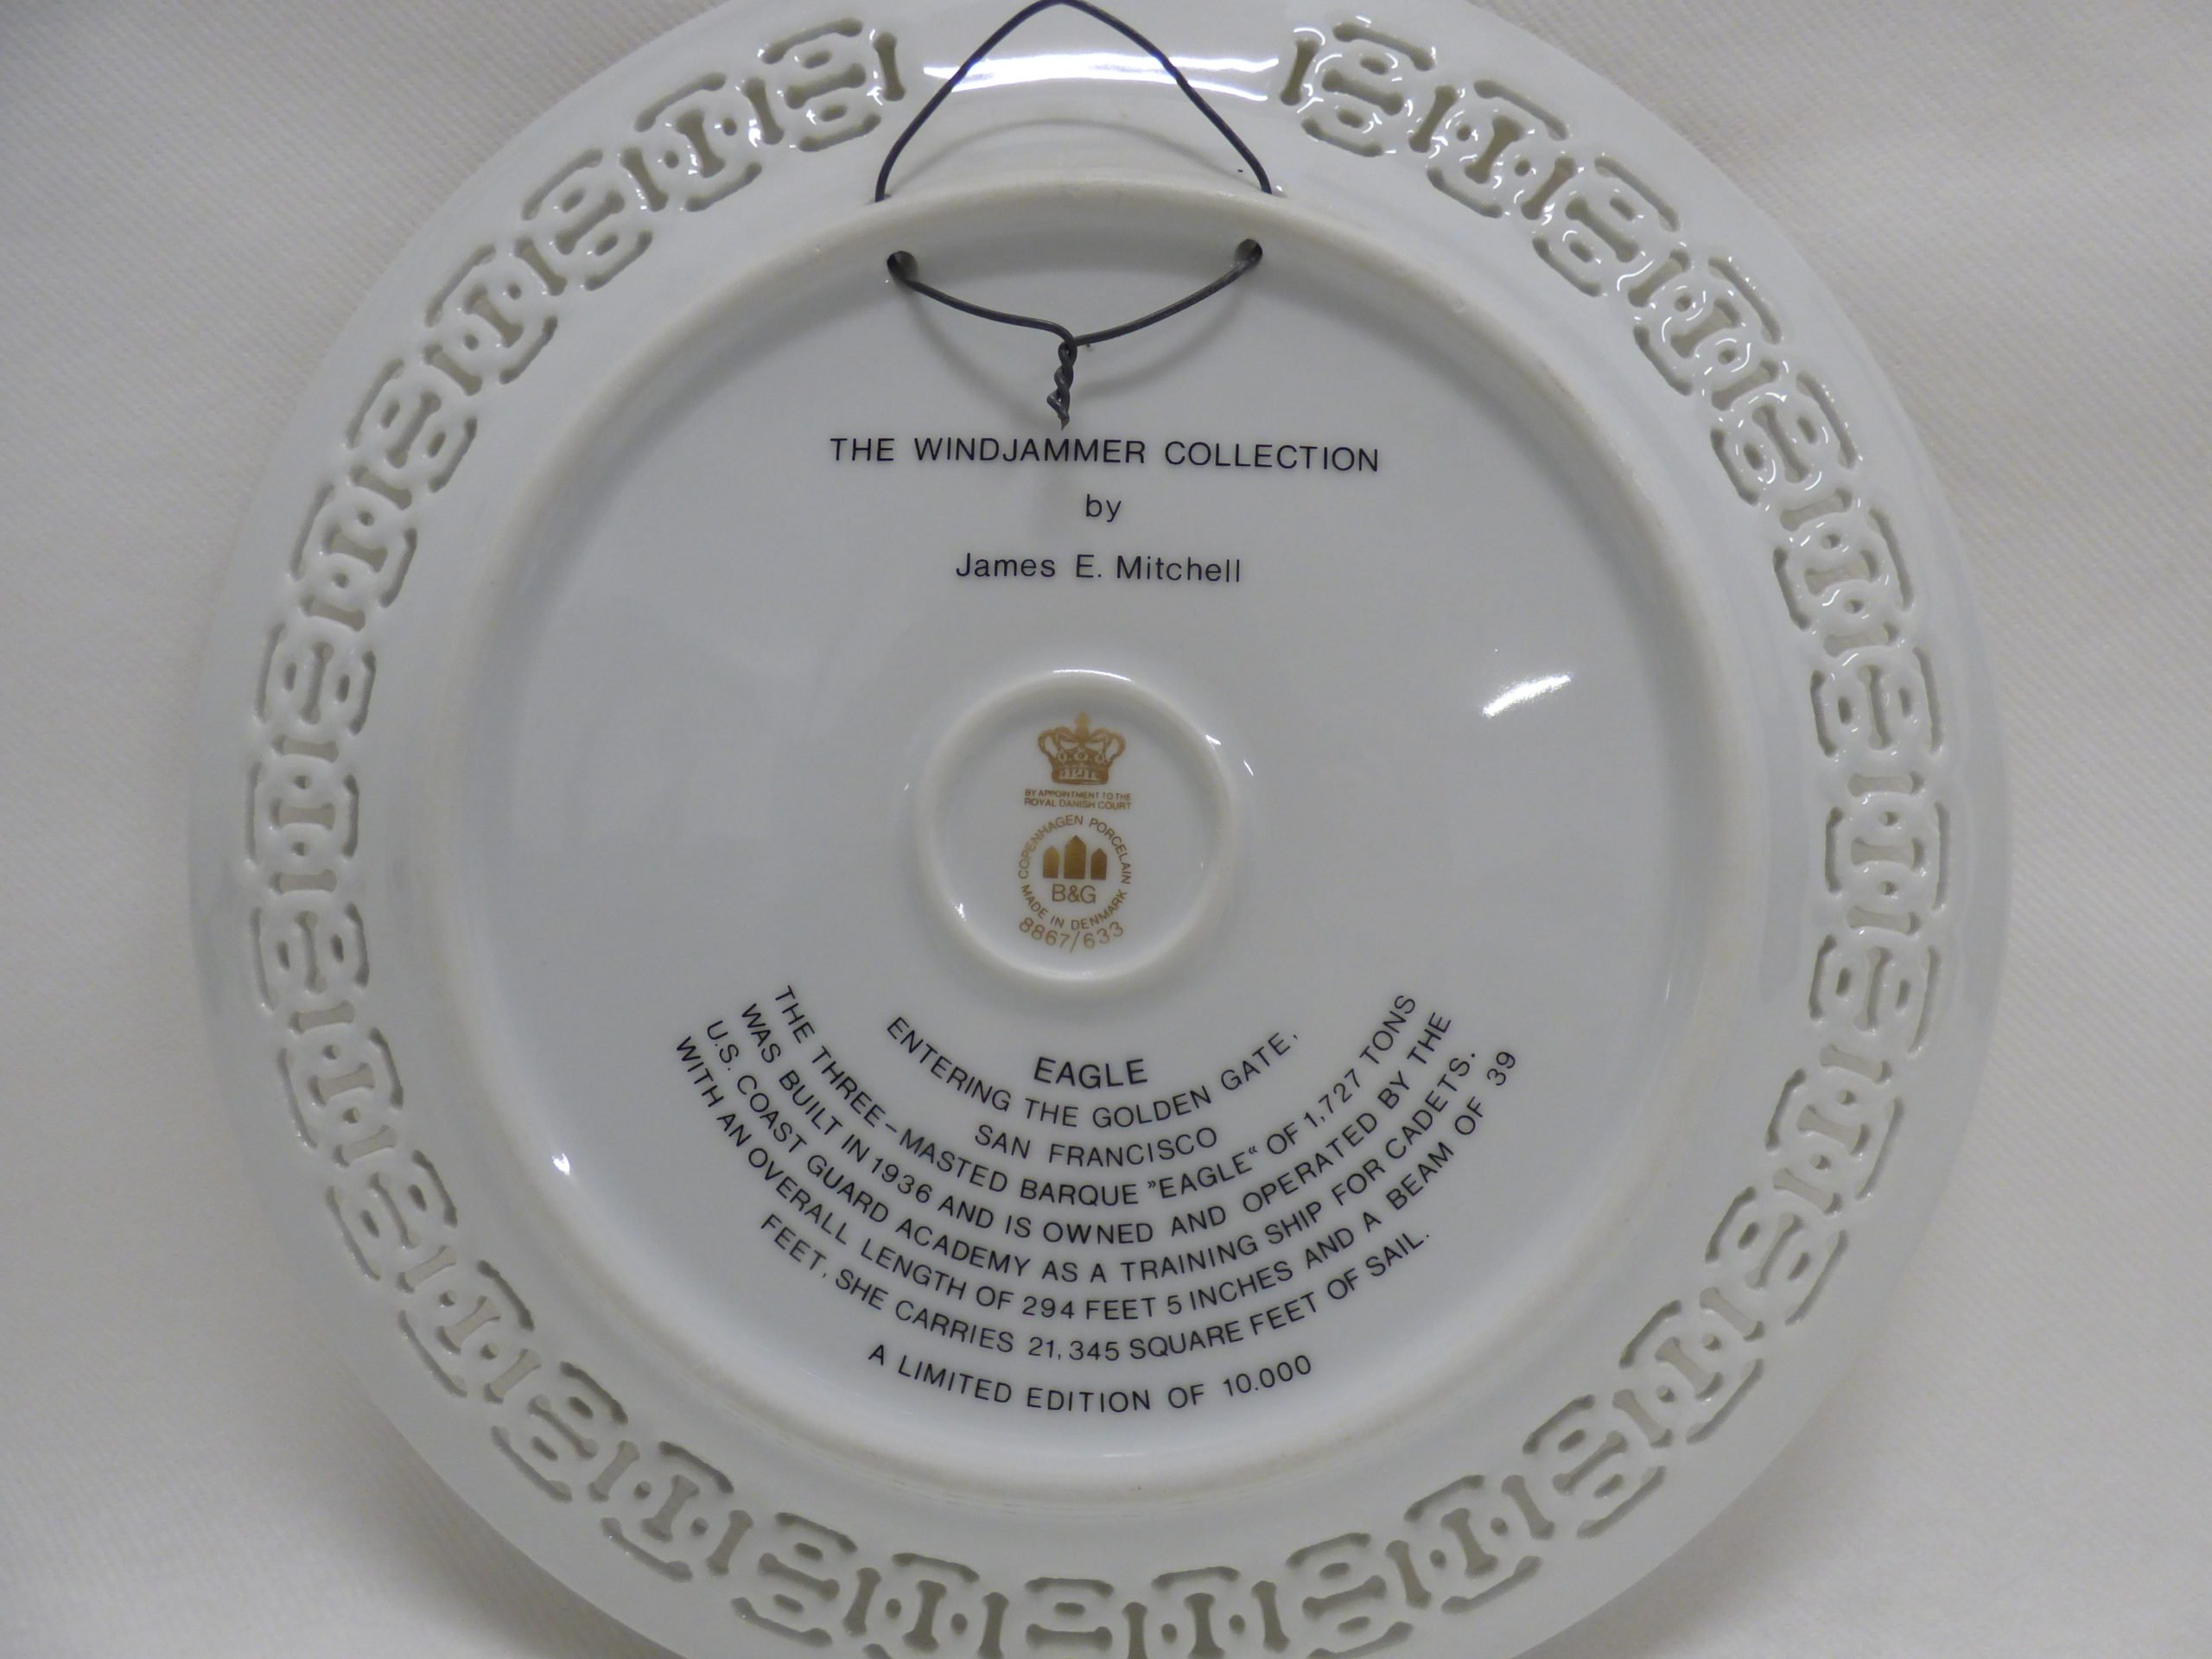 THE WINDJAMMER COLLECTION
by
James E. Mitchell
BY APPOINTMENT TO THE
ROYAL DANISH COURT
COPENHAGEN PORCELAIN
B&G
MADE IN DENMARK
8867/633
EAGLE
ENTERING THE GOLDEN GATE,
SAN FRANCISCO
THE THREE-MASTED BARQUE "EAGLE" OF 1,727 TONS
WAS BUILT IN 1936 AND IS OWNED AND OPERATED BY THE
U.S. COAST GUARD ACADEMY AS A TRAINING SHIP FOR CADETS.
WITH AN OVERALL LENGTH OF 294 FEET 5 INCHES AND A BEAM OF 39
FEET, SHE CARRIES 21,345 SQUARE FEET OF SAIL.
A LIMITED EDITION OF 10.000